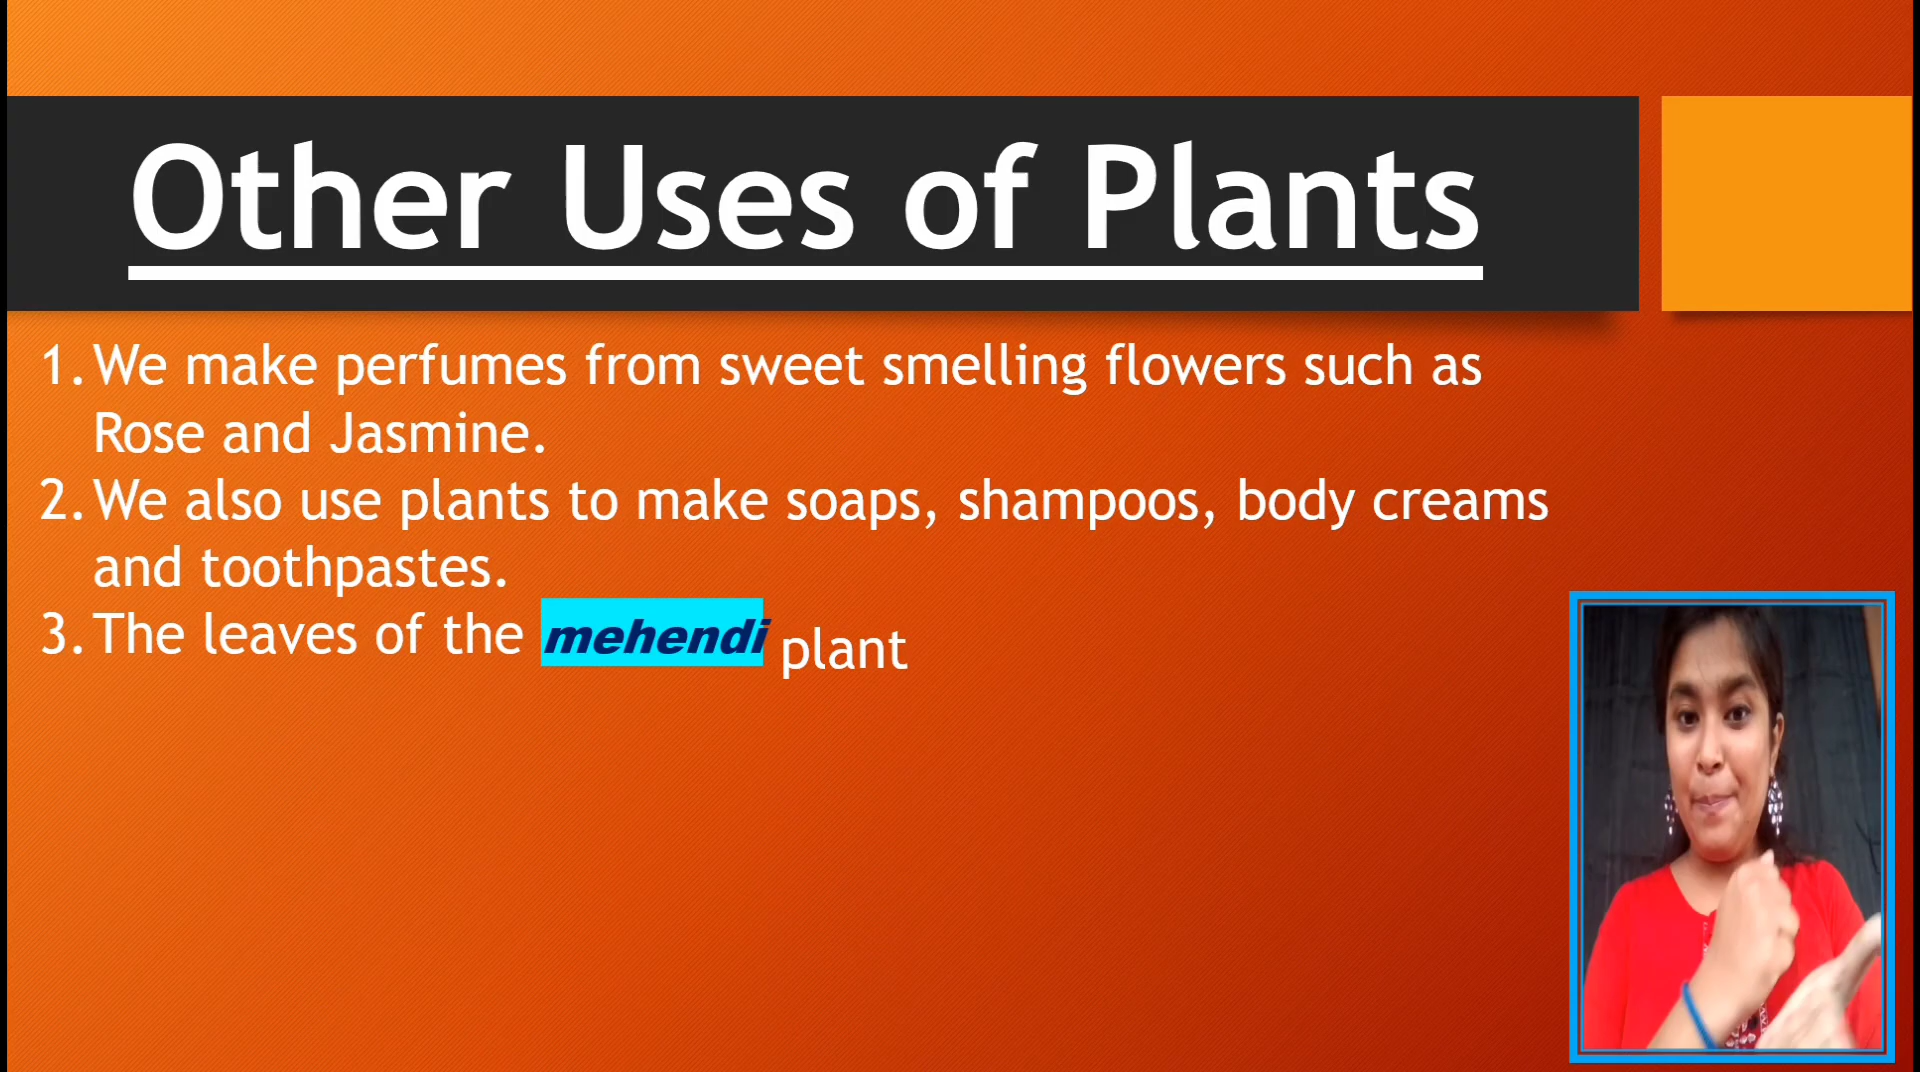 Other Uses of Plants
1. We make perfumes from sweet smelling flowers such as
Rose and Jasmine.
2. We also use plants to make soaps, shampoos, body creams
and toothpastes.
3. The leaves of the mehendi plant